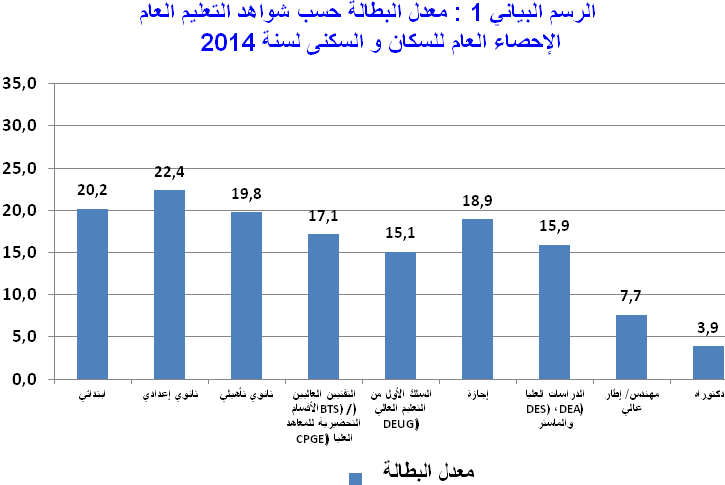 الرسم البياني 1 : معدل البطالة حسب شواهد التعليم العام
الإحصاء العام للسكان و السكنى لسنة 2014
35,0
30,0
25,0
20,0
15,0
10,0
5,0
0,0
20,2
22,4
19,8
17,1
15,1
18,9
15,9
7,7
3,9
ابتدائي
ثانوي إعدادي
ثانوي تأهيلي
التقنيين العاليين
(BTS) / (الأقسام
التحضيرية للمعاهد
العليا (CPGE
السلك الأول من
التعليم العالي
(DEUG
إجازة
الدراسات العليا
(DES ،(DEA
والماستر
مهندس/ إطار
عالي
دكتوراه
معدل البطالة